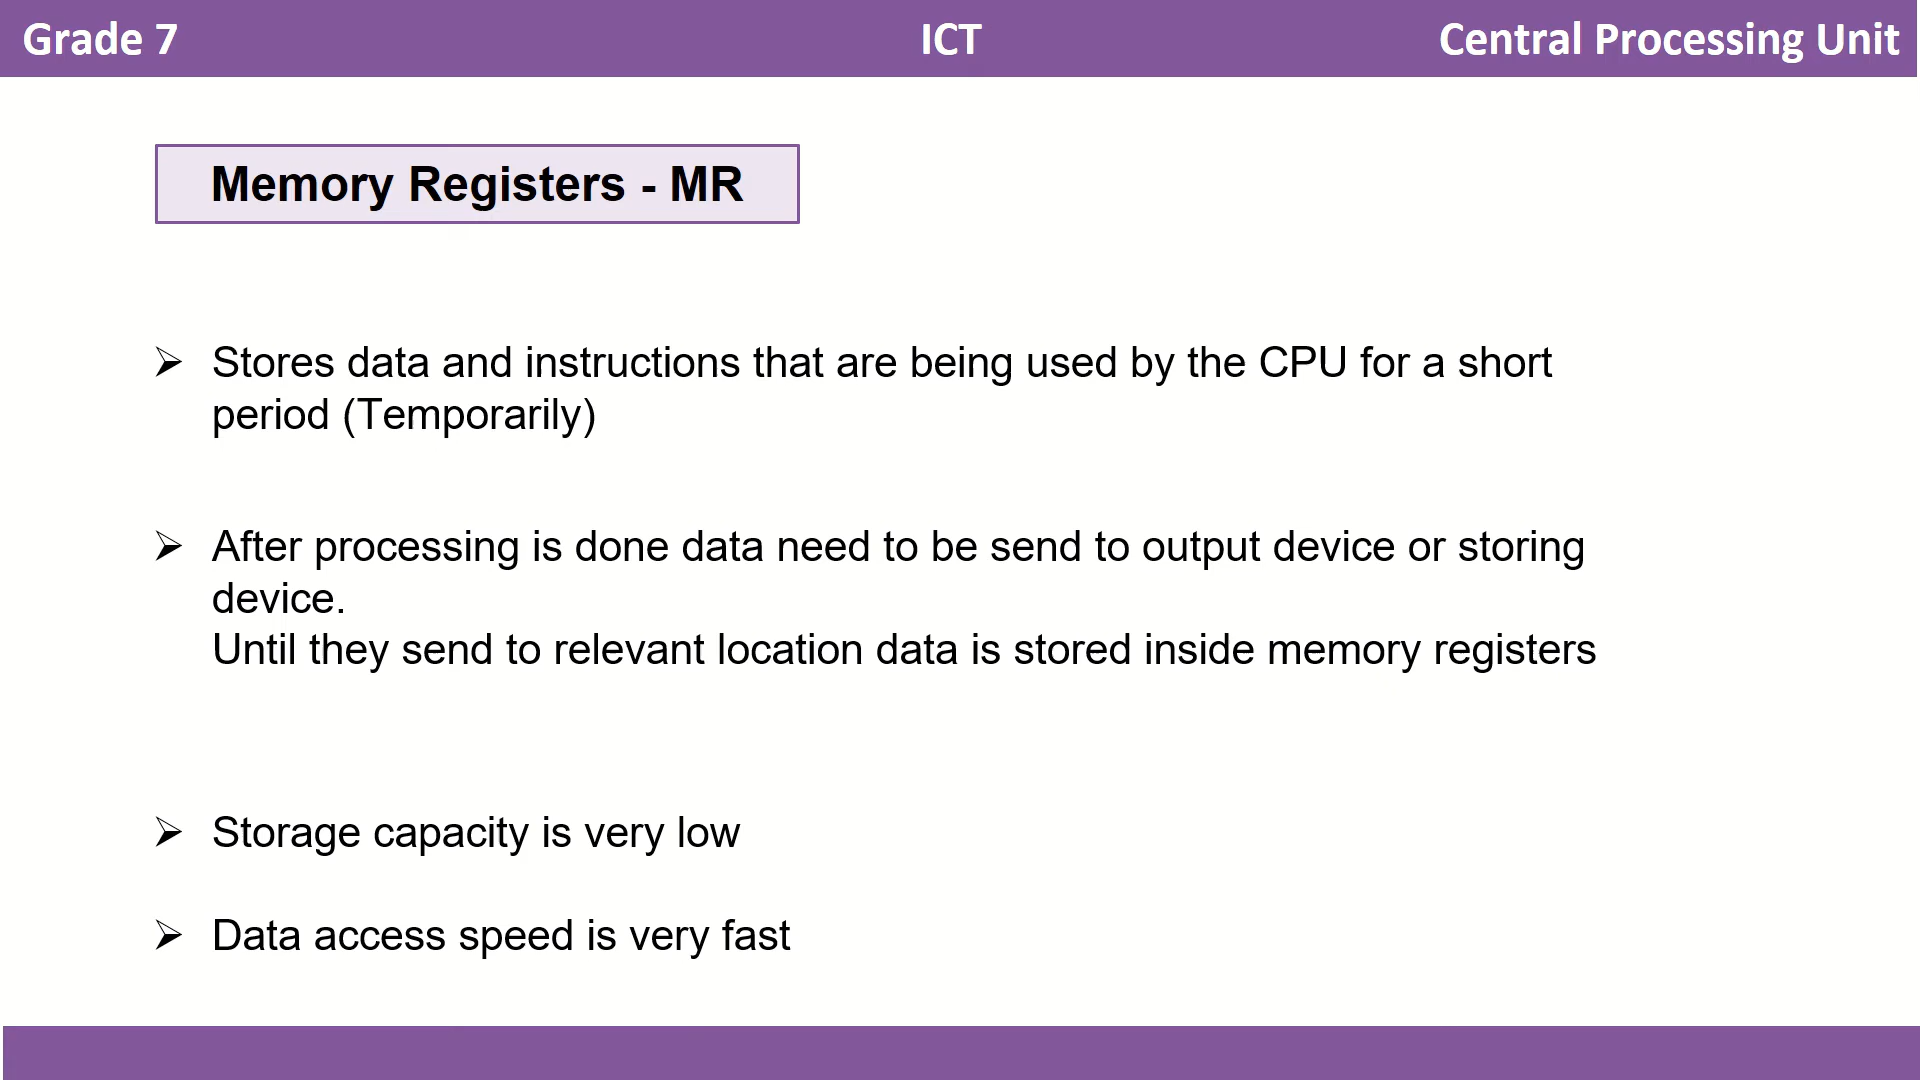 Grade 7
ICT
Central Processing Unit
Memory Registers - MR
➢ Stores data and instructions that are being used by the CPU for a short
period (Temporarily)
➢ After processing is done data need to be send to output device or storing
device.
Until they send to relevant location data is stored inside memory registers
➢ Storage capacity is very low
➢ Data access speed is very fast